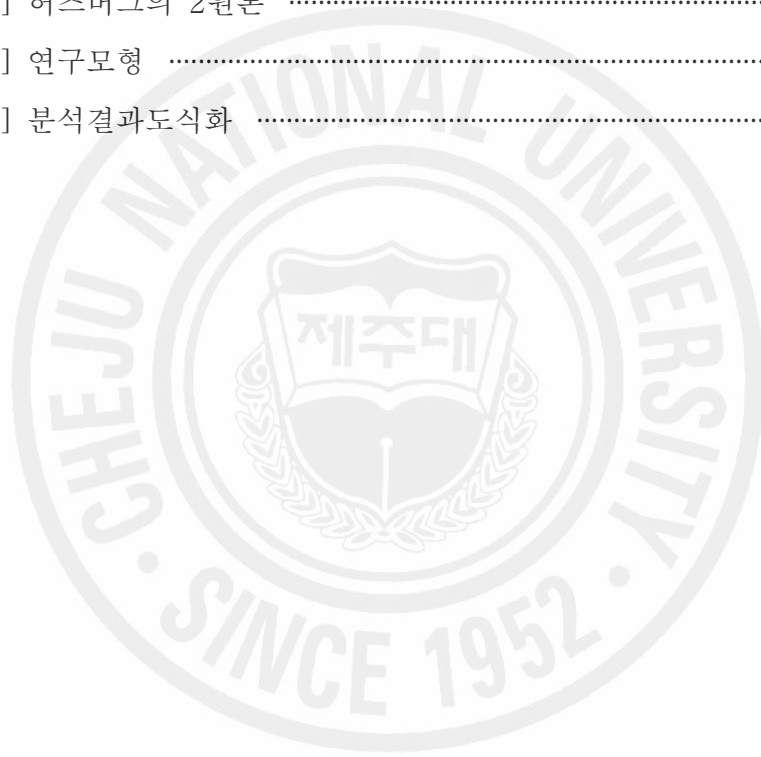 ] 허즈버그의 2원론 ························································
] 연구모형 ························································
] 분석결과도식화 ························································
CHEJU NATIONAL UNIVERSITY
제주대
· SINCE 1952 ·